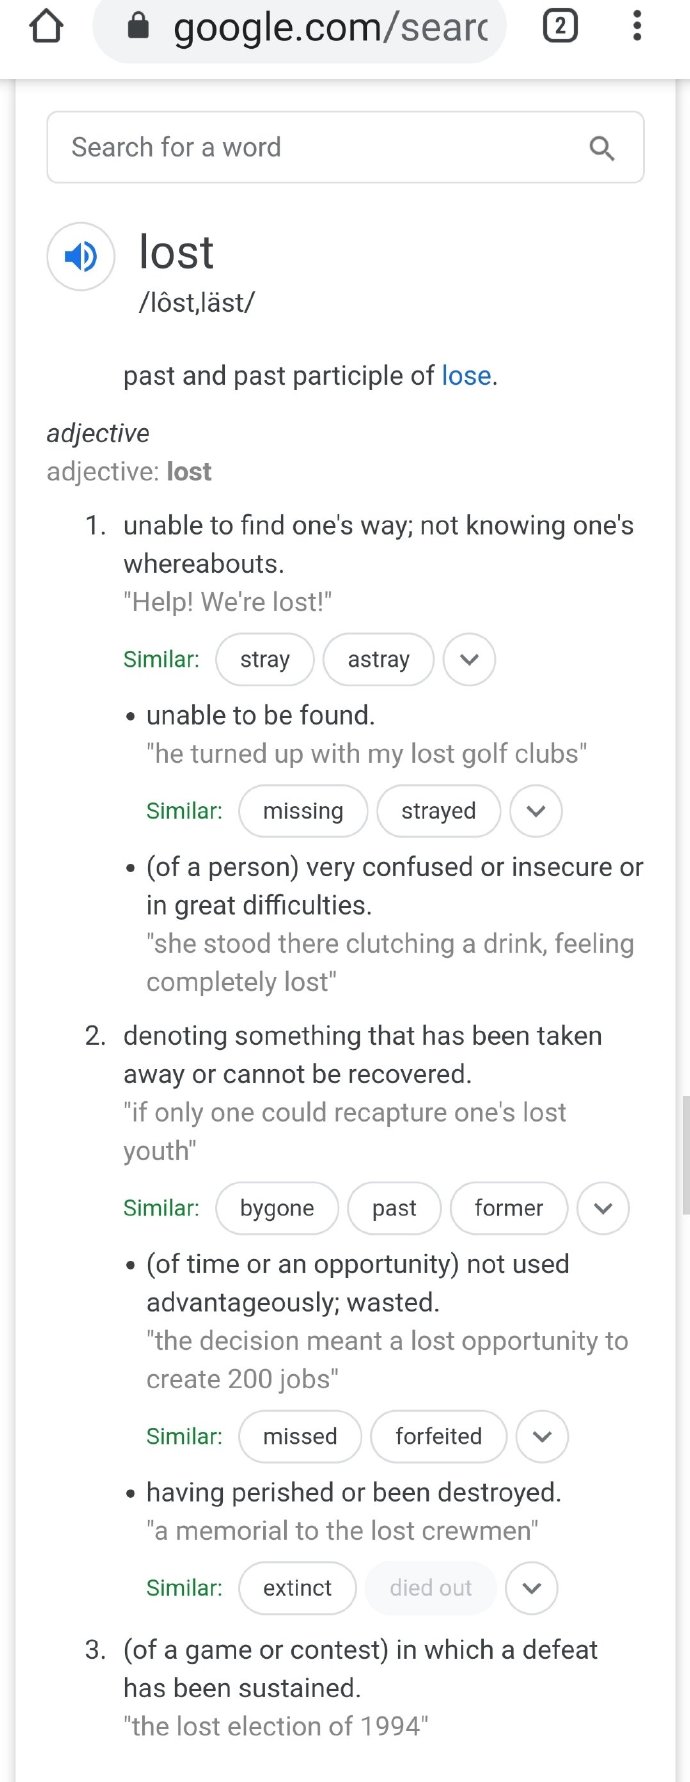 google.com/searc
2
Search for a word
lost
/lôst,läst/
past and past participle of lose.
adjective
adjective: lost
1. unable to find one's way; not knowing one's
whereabouts.
"Help! We're lost!"
Similar: stray astray
• unable to be found.
"he turned up with my lost golf clubs"
Similar: missing strayed
• (of a person) very confused or insecure or
in great difficulties.
"she stood there clutching a drink, feeling
completely lost"
2. denoting something that has been taken
away or cannot be recovered.
"if only one could recapture one's lost
youth"
Similar: bygone past former
• (of time or an opportunity) not used
advantageously; wasted.
"the decision meant a lost opportunity to
create 200 jobs"
Similar: missed forfeited
• having perished or been destroyed.
"a memorial to the lost crewmen"
Similar: extinct died out
3. (of a game or contest) in which a defeat
has been sustained.
"the lost election of 1994"